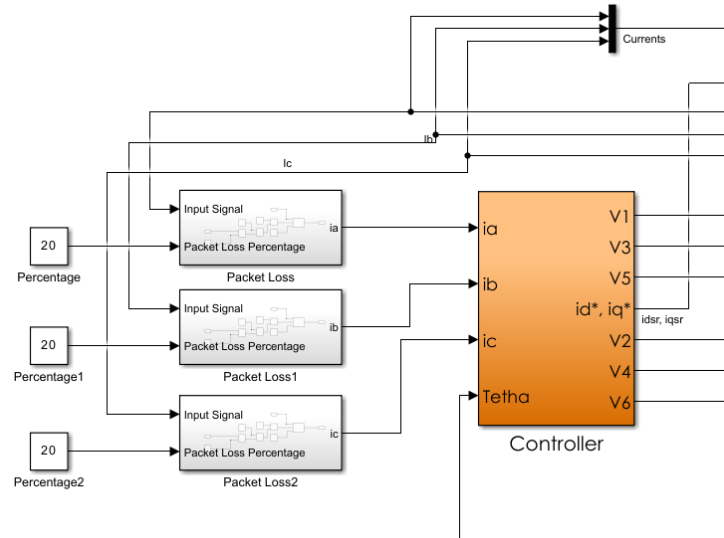 Currents
Ib
Ic
Input Signal
ia
Packet Loss Percentage
Packet Loss
20
Percentage
Input Signal
ib
Packet Loss Percentage
Packet Loss1
20
Percentage1
Input Signal
ic
Packet Loss Percentage
Packet Loss2
20
Percentage2
ia
ib
ic
Tetha
V1
V3
V5
id*, iq*
V2
V4
V6
idsr, iqsr
Controller